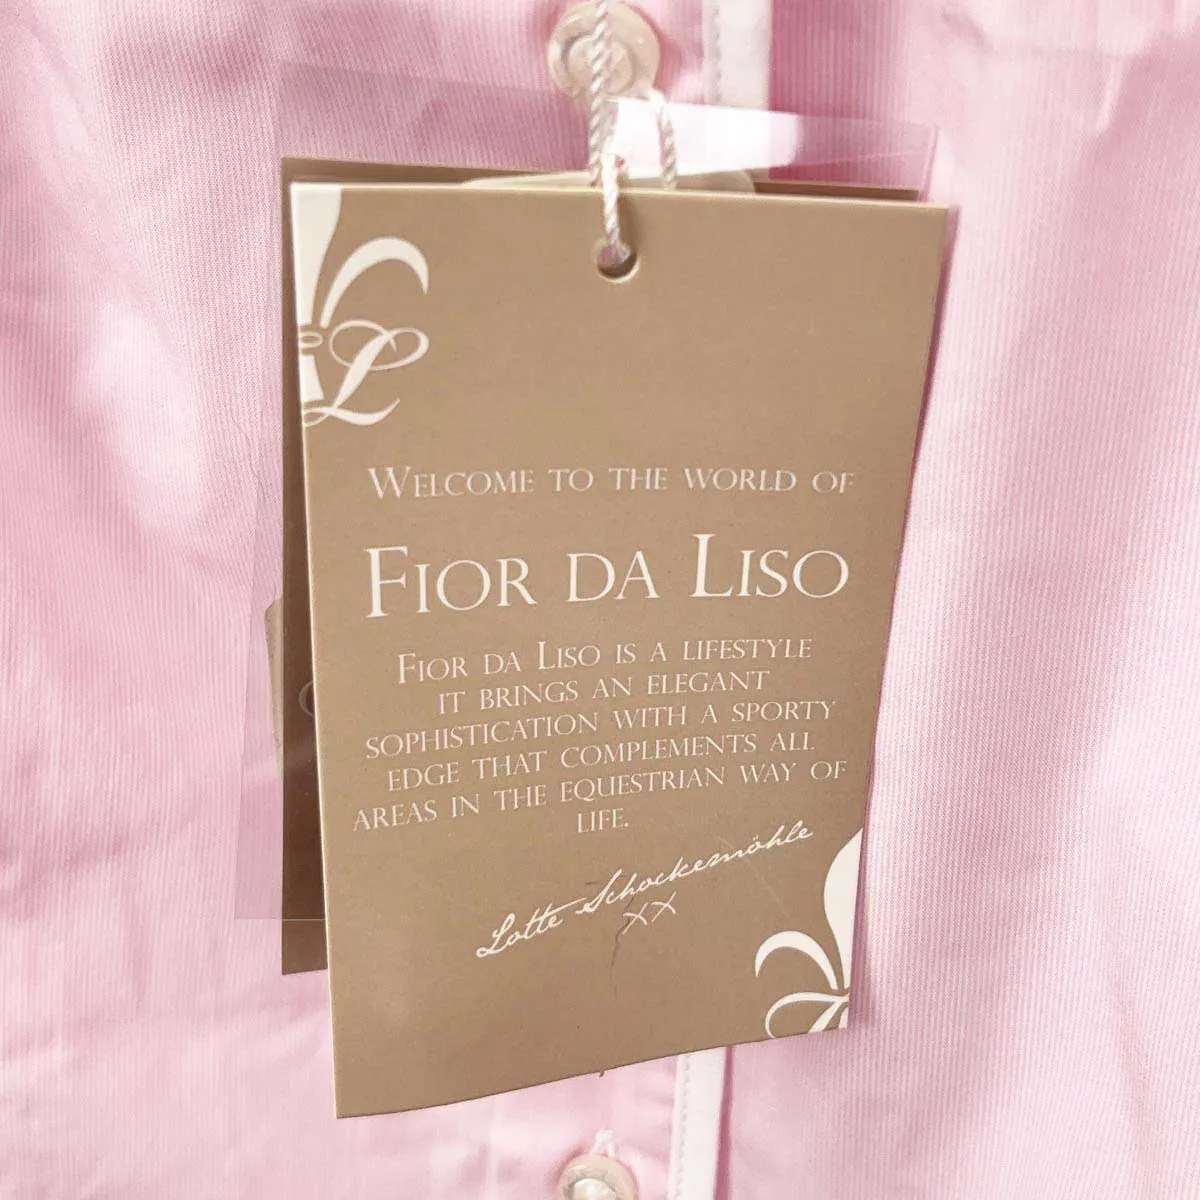 L
WELCOME TO THE WORLD OF
FIOR DA LISO
FIOR DA LISO IS A LIFESTYLE
IT BRINGS AN ELEGANT
SOPHISTICATION WITH A SPORTY
EDGE THAT COMPLEMENTS ALL
AREAS IN THE EQUESTRIAN WAY OF
LIFE.
Lotte Schockemöhle
XX